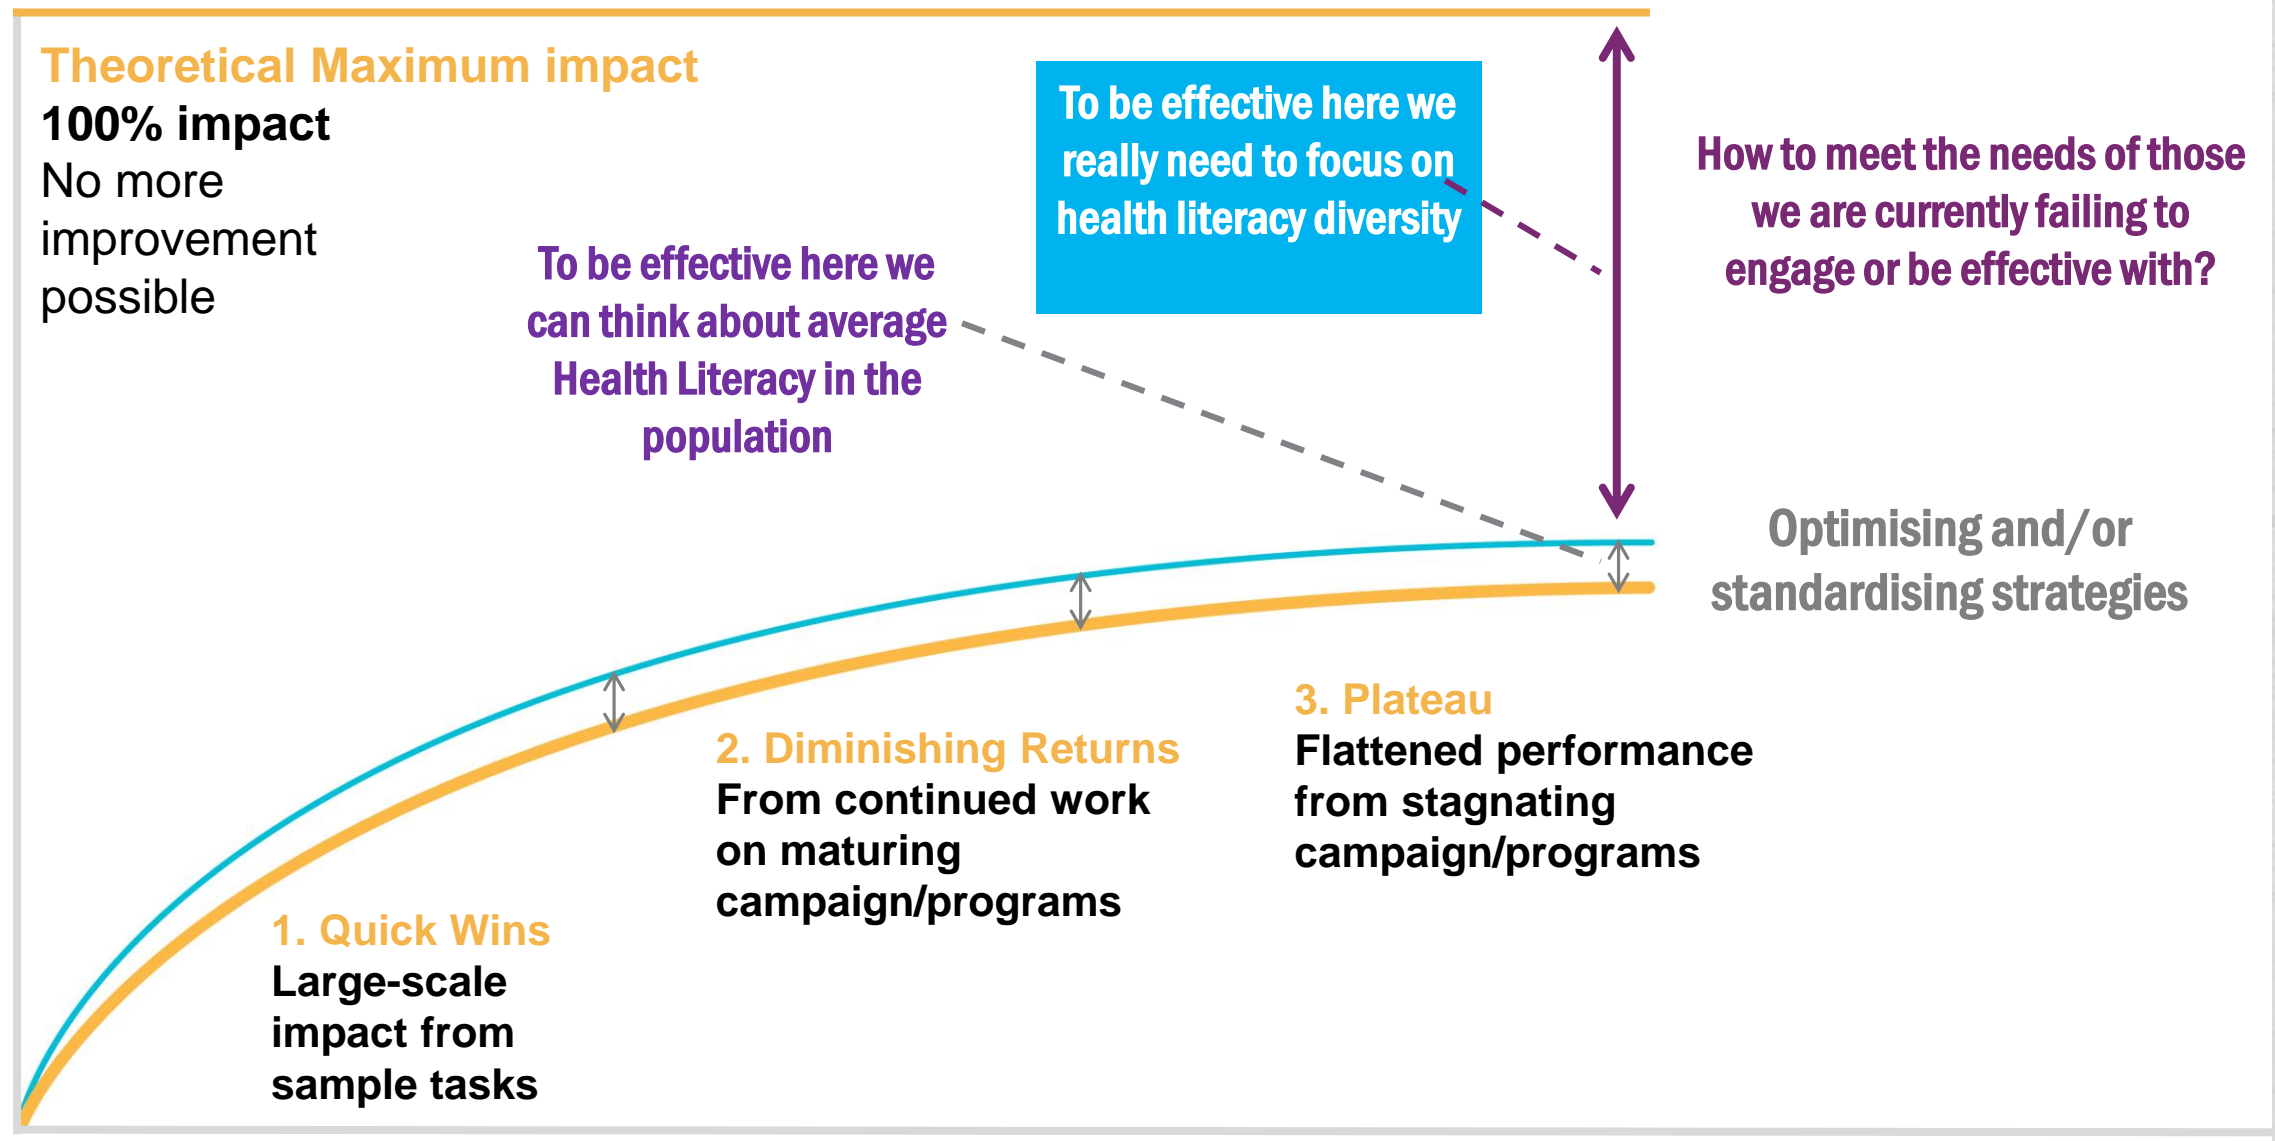 Theoretical Maximum impact
100% impact
No more
improvement
possible
To be effective here we
can think about average
Health Literacy in the
population
To be effective here we
really need to focus on
health literacy diversity
How to meet the needs of those
we are currently failing to
engage or be effective with?
Optimising and/or
standardising strategies
1. Quick Wins
Large-scale
impact from
sample tasks
2. Diminishing Returns
From continued work
on maturing
campaign/programs
3. Plateau
Flattened performance
from stagnating
campaign/programs